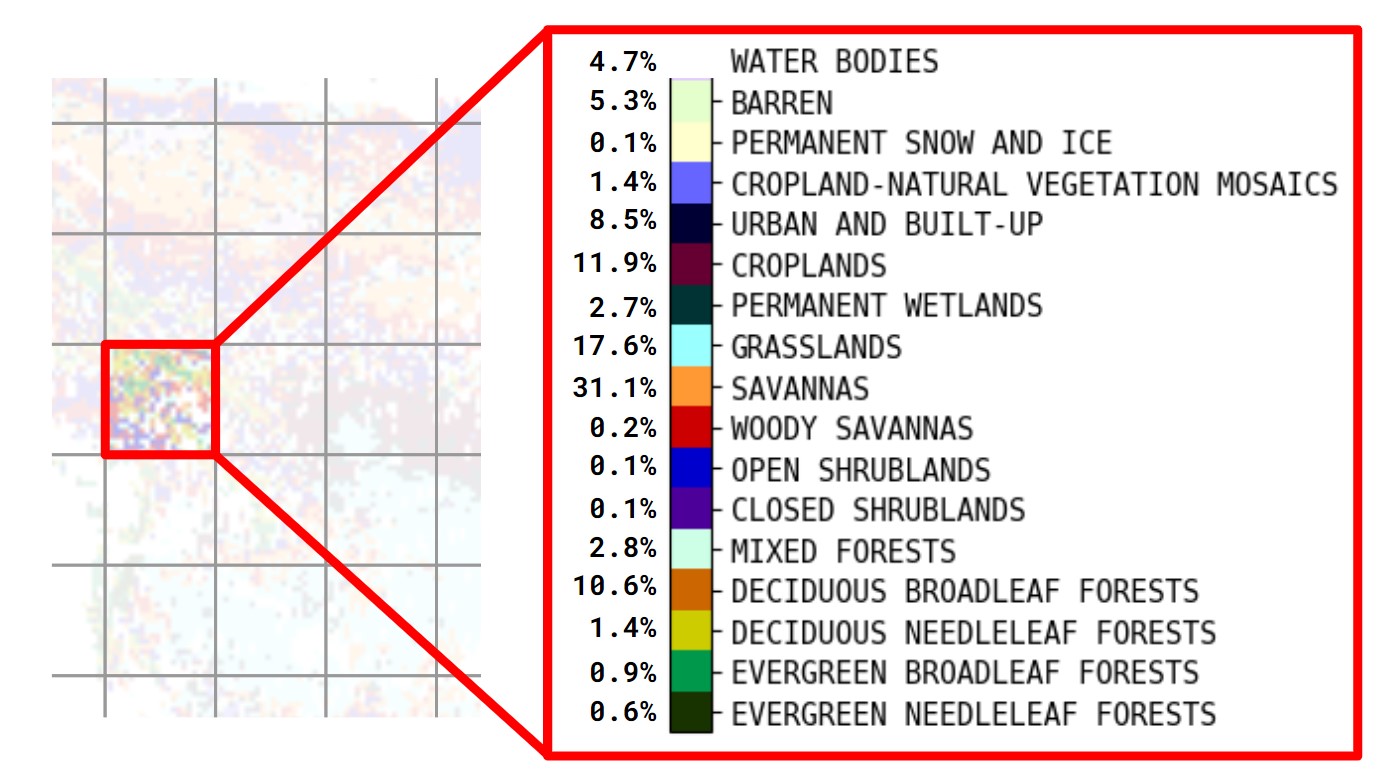 4.7% WATER BODIES
5.3% BARREN
0.1% PERMANENT SNOW AND ICE
1.4% CROPLAND-NATURAL VEGETATION MOSAICS
8.5% URBAN AND BUILT-UP
11.9% CROPLANDS
2.7% PERMANENT WETLANDS
17.6% GRASSLANDS
31.1% SAVANNAS
0.2% WOODY SAVANNAS
0.1% OPEN SHRUBLANDS
0.1% CLOSED SHRUBLANDS
2.8% MIXED FORESTS
10.6% DECIDUOUS BROADLEAF FORESTS
1.4% DECIDUOUS NEEDLELEAF FORESTS
0.9% EVERGREEN BROADLEAF FORESTS
0.6% EVERGREEN NEEDLELEAF FORESTS